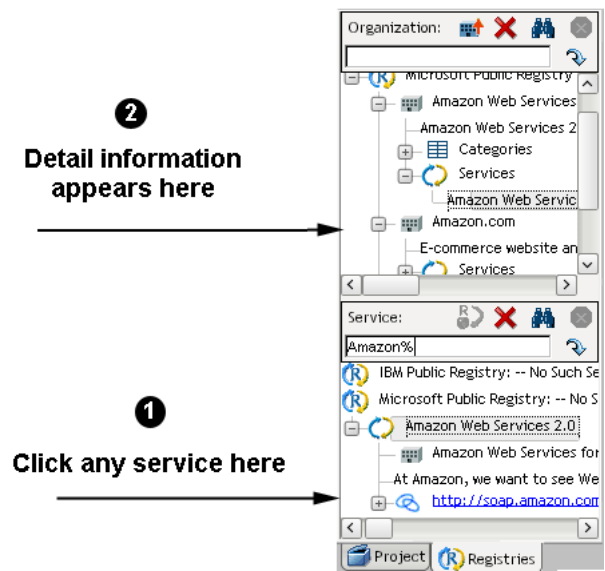 Organization:
Microsoft Public Registry
Amazon Web Services
Amazon Web Services 2
Categories
Services
Amazon Web Servic
Amazon.com
E-commerce website an
Services
2
Detail information
appears here
Service:
Amazon%
IBM Public Registry: -- No Such Se
Microsoft Public Registry: -- No S
Amazon Web Services 2.0
Amazon Web Services for
At Amazon, we want to see We
http://soap.amazon.com
1
Click any service here
Project
Registries